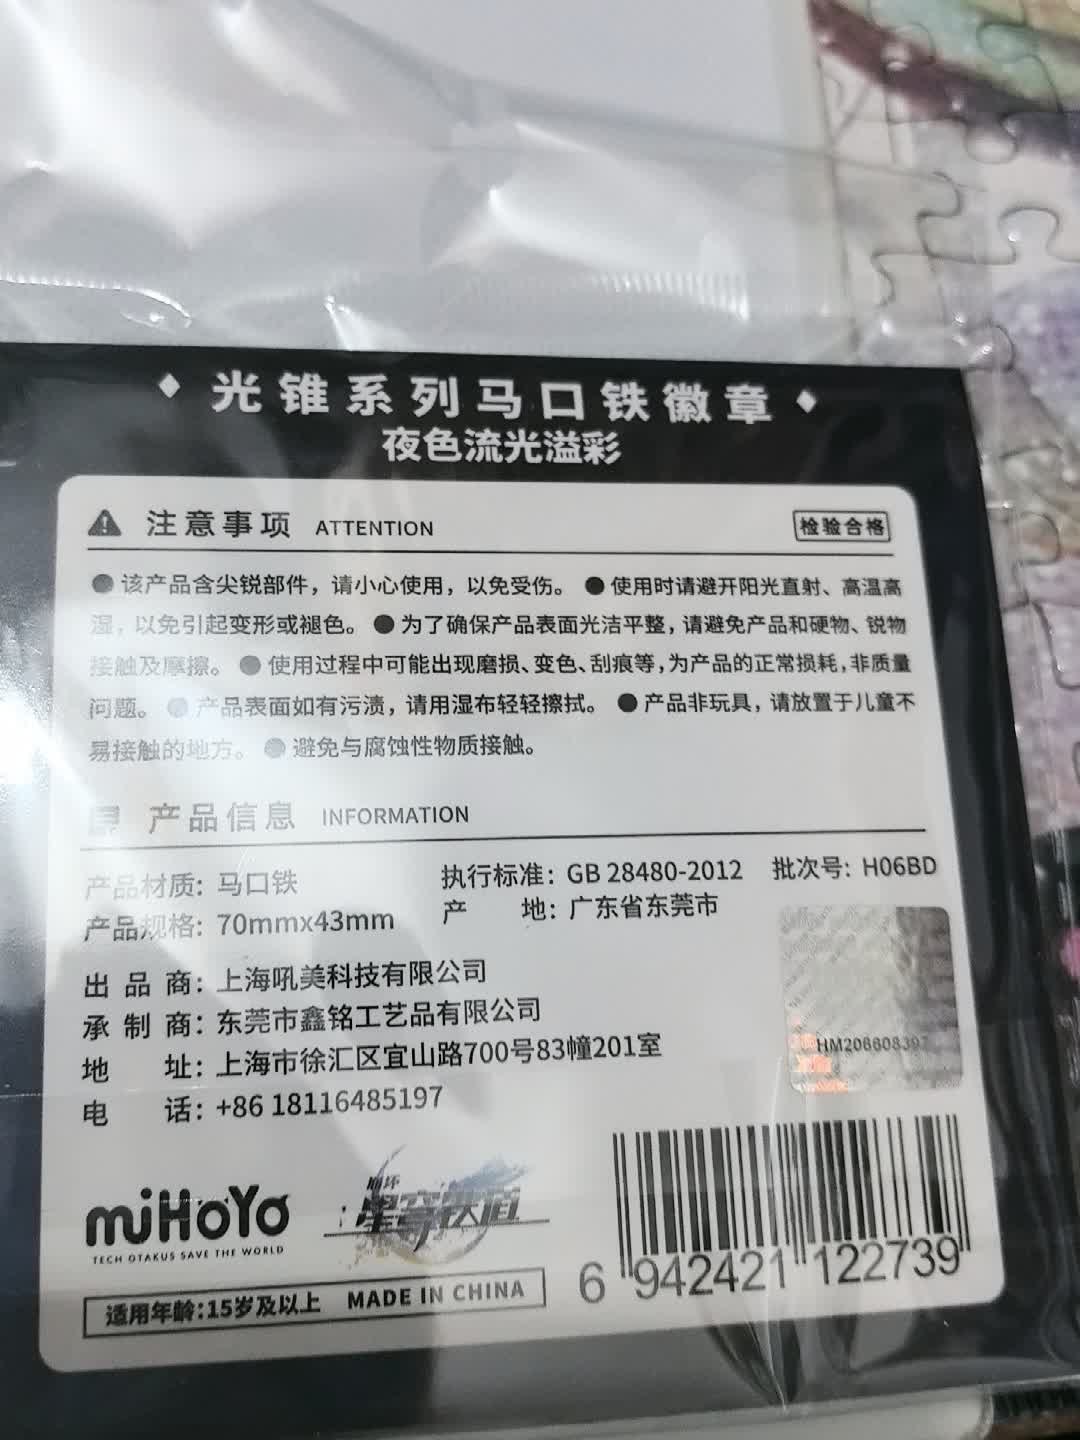 光锥系列马口铁徽章
夜色流光溢彩
注意事项 ATTENTION 检验合格
●该产品含尖锐部件，请小心使用，以免受伤。 ●使用时请避开阳光直射、高温高
湿，以免引起变形或褪色。 ●为了确保产品表面光洁平整，请避免产品和硬物、锐物
接触及摩擦。 ●使用过程中可能出现磨损、变色、刮痕等，为产品的正常损耗，非质量
问题。 ●产品表面如有污渍，请用湿布轻轻擦拭。 ●产品非玩具，请放置于儿童不
易接触的地方。 ●避免与腐蚀性物质接触。
产品信息 INFORMATION
产品材质：马口铁 执行标准：GB 28480-2012 批次号：H06BD
产品规格：70mmx43mm 产 地：广东省东莞市
出品商：上海吼美科技有限公司
承制商：东莞市鑫铭工艺品有限公司
地 址：上海市徐汇区宜山路700号83幢201室
HM206608397
电 话：+86 18116485197
miHoYo
TECH OTAKUS SAVE THE WORLD
崩坏
星穹铁道
适用年龄：15岁及以上 MADE IN CHINA
6 942421 122739